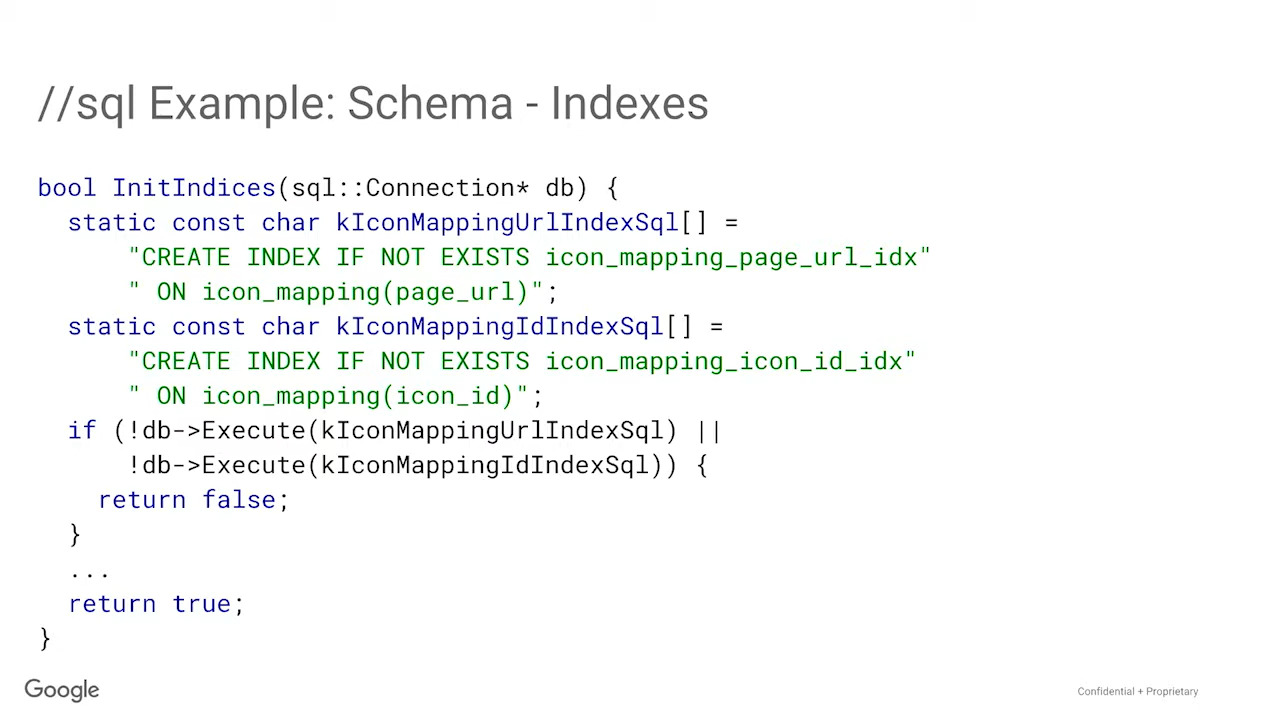 //sql Example: Schema - Indexes
bool InitIndices(sql::Connection* db) {
  static const char kIconMappingUrlIndexSql[] =
      "CREATE INDEX IF NOT EXISTS icon_mapping_page_url_idx"
      " ON icon_mapping(page_url)";
  static const char kIconMappingIdIndexSql[] =
      "CREATE INDEX IF NOT EXISTS icon_mapping_icon_id_idx"
      " ON icon_mapping(icon_id)";
  if (!db->Execute(kIconMappingUrlIndexSql) ||
      !db->Execute(kIconMappingIdIndexSql)) {
    return false;
  }
  ...
  return true;
}
Google
Confidential + Proprietary